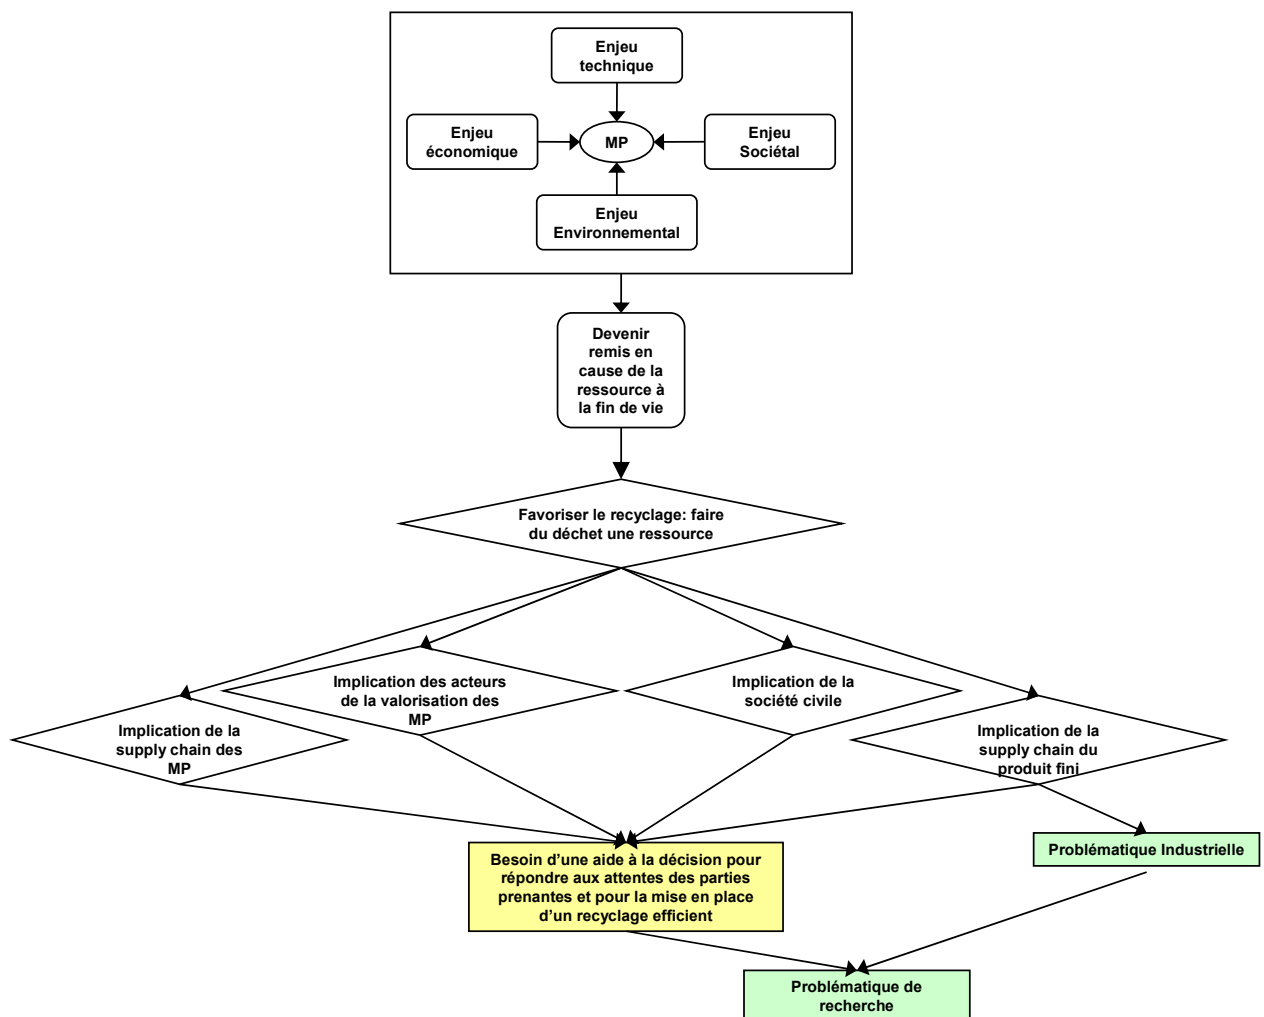 Enjeu
technique
Enjeu
économique
MP
Enjeu
Sociétal
Enjeu
Environnemental
Devenir
remis en
cause de la
ressource à
la fin de vie
Favoriser le recyclage: faire
du déchet une ressource
Implication de la
supply chain des
MP
Implication des acteurs
de la valorisation des
MP
Implication de la
société civile
Implication de la
supply chain du
produit fini
Besoin d’une aide à la décision pour
répondre aux attentes des parties
prenantes et pour la mise en place
d’un recyclage efficient
Problématique Industrielle
Problématique de
recherche